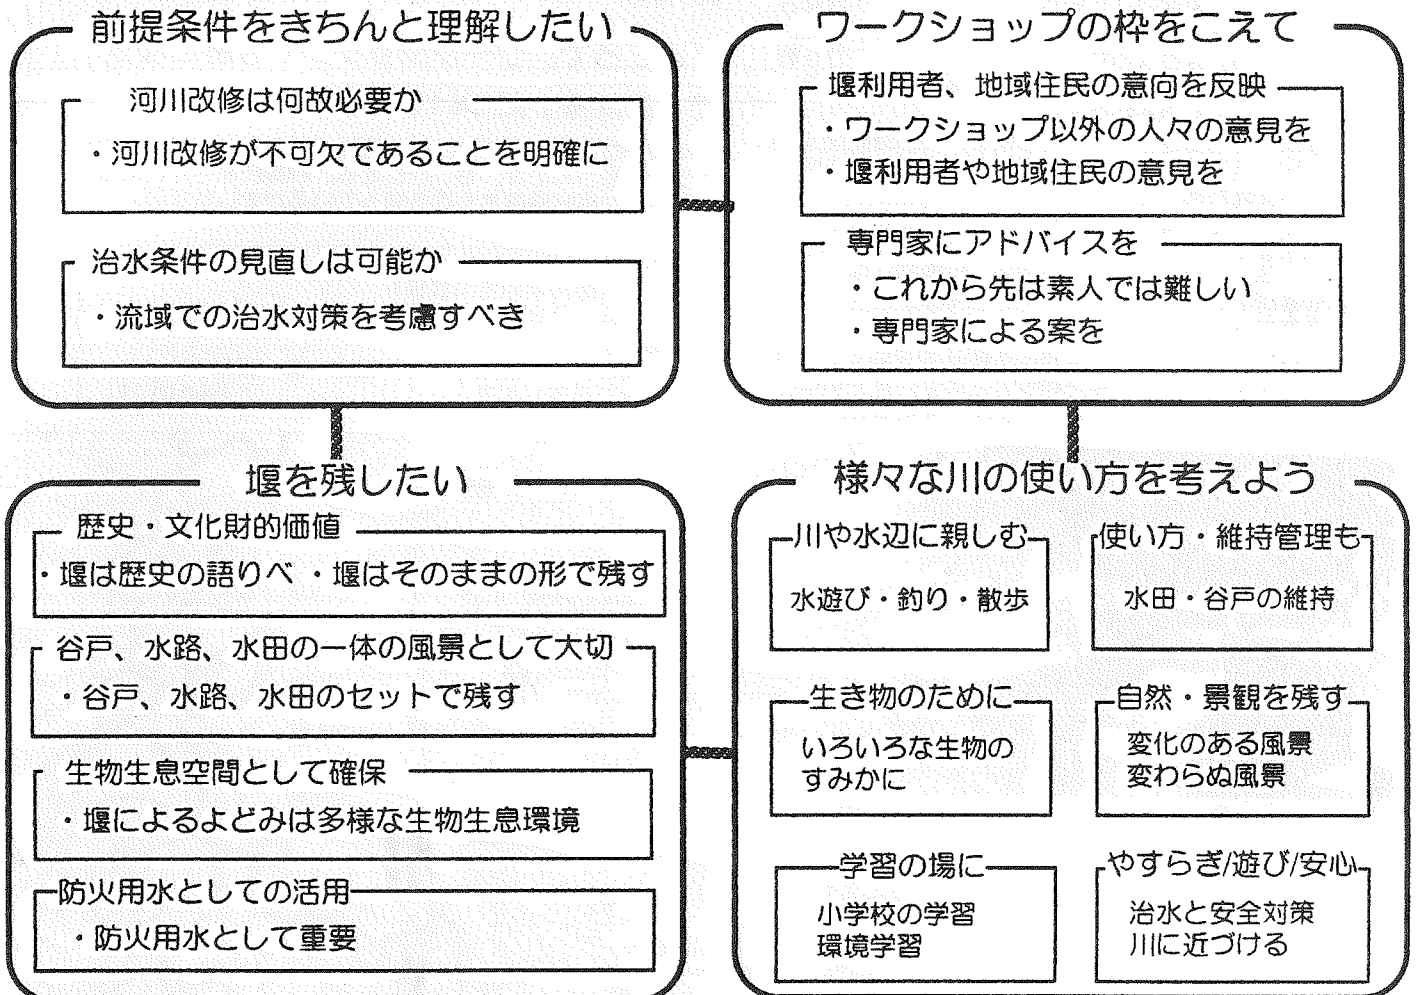 前提条件をきちんと理解したい
河川改修は何故必要か
・河川改修が不可欠であることを明確に
治水条件の見直しは可能か
・流域での治水対策を考慮すべき
ワークショップの枠をこえて
堰利用者、地域住民の意向を反映
・ワークショップ以外の人々の意見を
・堰利用者や地域住民の意見を
専門家にアドバイスを
・これから先は素人では難しい
・専門家による案を
堰を残したい
歴史・文化財的価値
・堰は歴史の語りべ ・堰はそのままの形で残す
谷戸、水路、水田の一体の風景として大切
・谷戸、水路、水田のセットで残す
生物生息空間として確保
・堰によるよどみは多様な生物生息環境
防火用水としての活用
・防火用水として重要
様々な川の使い方を考えよう
川や水辺に親しむ
水遊び・釣り・散歩
使い方・維持管理も
水田・谷戸の維持
生き物のために
いろいろな生物の
すみかに
自然・景観を残す
変化のある風景
変わらぬ風景
学習の場に
小学校の学習
環境学習
やすらぎ/遊び/安心
治水と安全対策
川に近づける